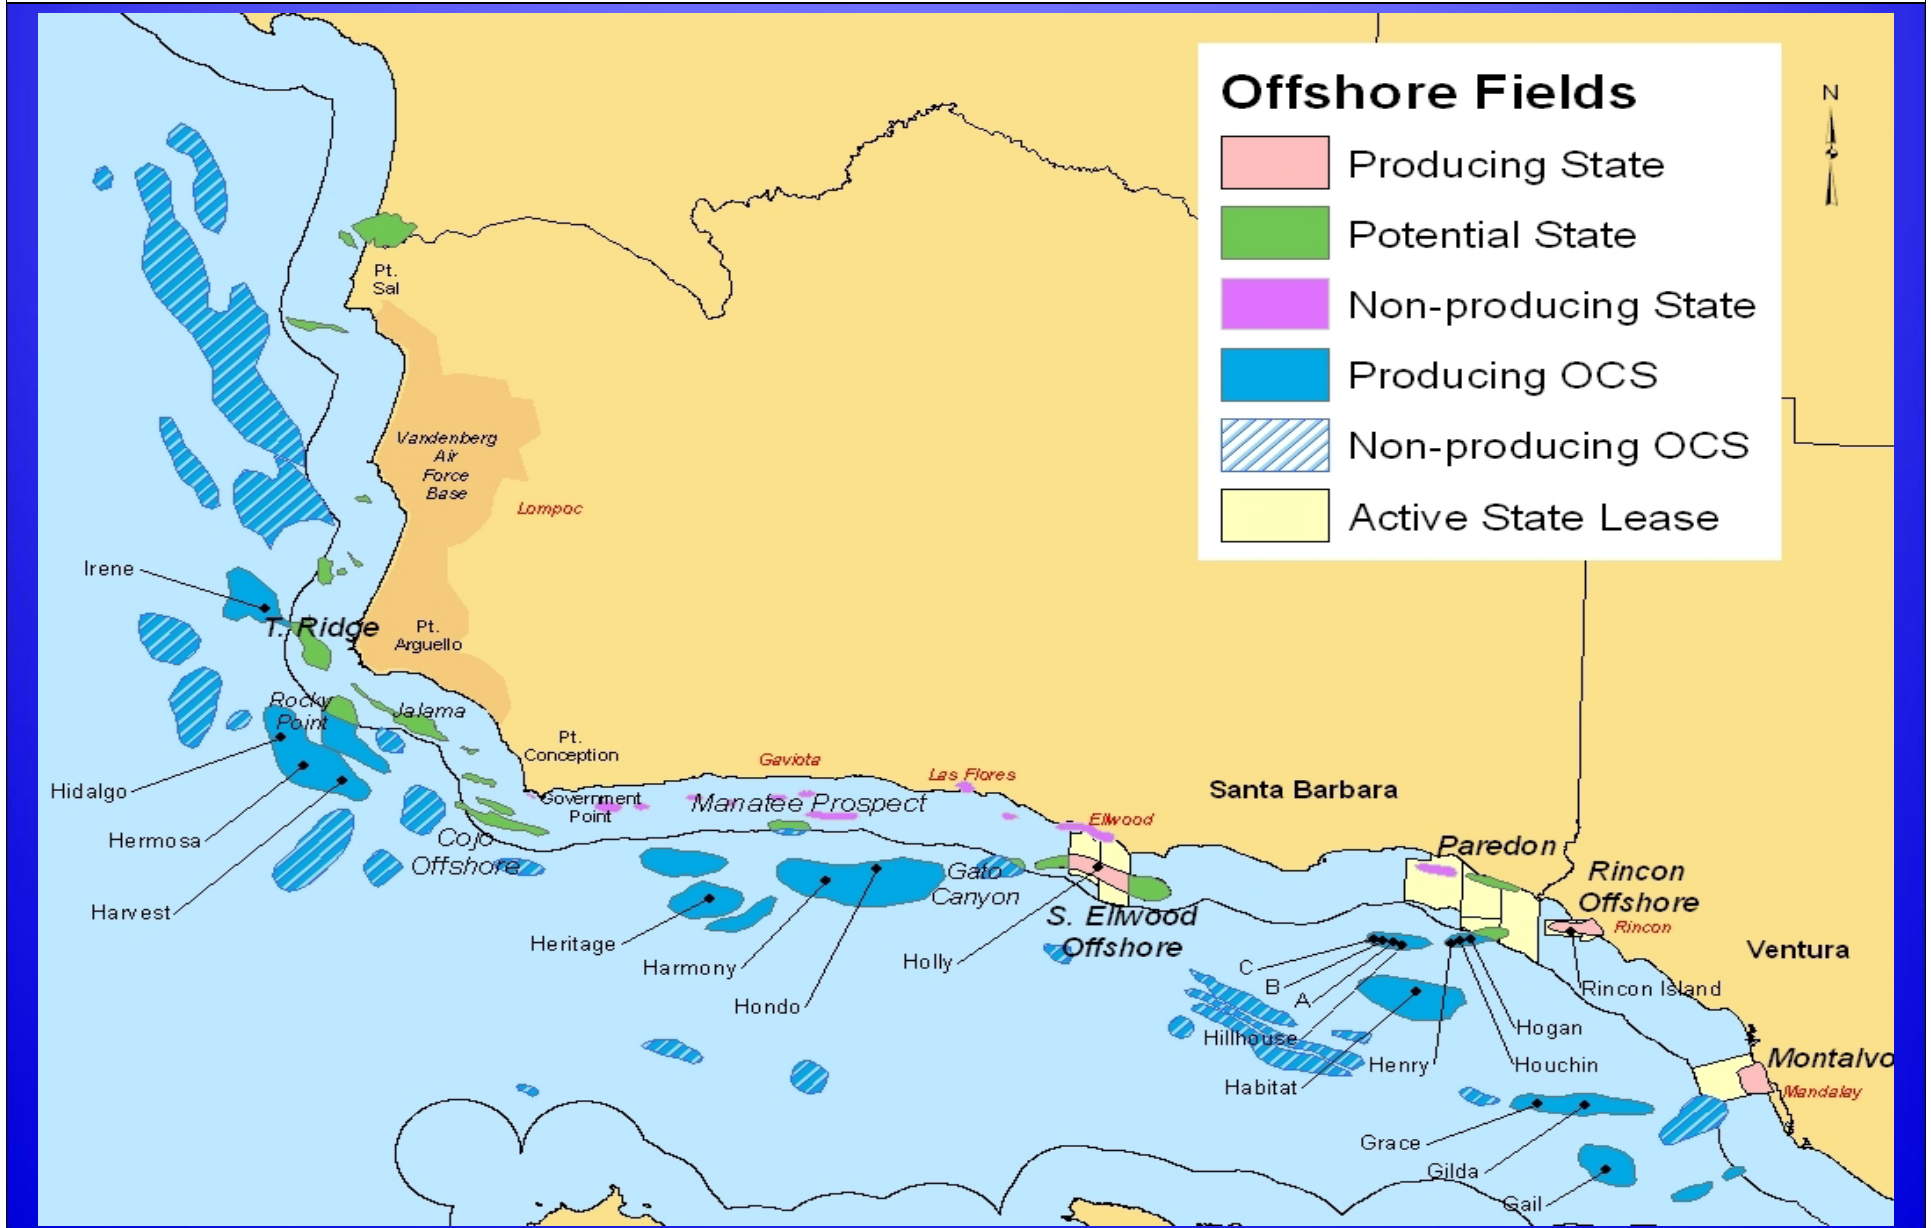 Offshore Fields
Producing State
Potential State
Non-producing State
Producing OCS
Non-producing OCS
Active State Lease
N
Pt.
Sal
Vandenberg
Air
Force
Base
Lompoc
Irene
T. Ridge
Pt.
Arguello
Rocky
Point
Jalama
Pt.
Conception
Hidalgo
Hermosa
Harvest
Government
Point
Gaviota
Manatee Prospect
Las Flores
Ellwood
Cojo
Offshore
Gato
Canyon
Santa Barbara
Paredon
Rincon
Offshore
Rincon
Ventura
S. Ellwood
Offshore
Heritage
Harmony
Hondo
Holly
C
B
A
Hillhouse
Habitat
Henry
Hogan
Houchin
Rincon Island
Montalvo
Mandalay
Grace
Gilda
Gail